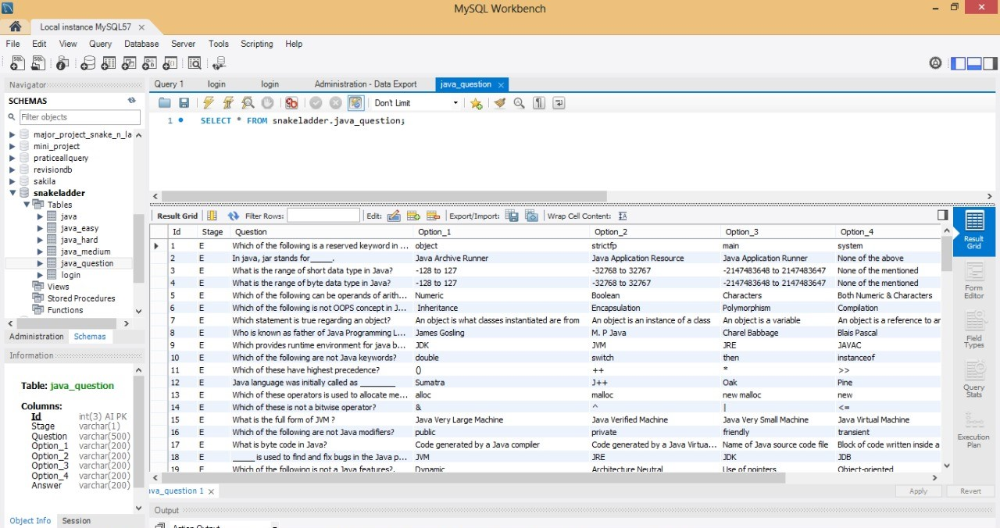 MySQL Workbench
Local instance MySQL57
File Edit View Query Database Server Tools Scripting Help
Navigator
SCHEMAS
Filter objects
major_project_snake_n_la
mini_project
praticeallquery
revisiondb
sakila
snakeladder
Tables
java
java_easy
java_hard
java_medium
java_question
login
Views
Stored Procedures
Functions
Administration Schemas
Information
Table: java_question
Columns:
Id int(3) AI PK
Stage varchar(1)
Question varchar(500)
Option_1 varchar(200)
Option_2 varchar(200)
Option_3 varchar(200)
Option_4 varchar(200)
Answer varchar(200)
Object Info Session
Query 1 login login Administration - Data Export java_question
Don't Limit
1 SELECT * FROM snakeladder.java_question;
Result Grid Filter Rows: Edit: Export/Import: Wrap Cell Content:
Id Stage Question Option_1 Option_2 Option_3 Option_4
1 E Which of the following is a reserved keyword in ... object strictfp main system
2 E In java, jar stands for_____. Java Archive Runner Java Application Resource Java Application Runner None of the above
3 E What is the range of short data type in Java? -128 to 127 -32768 to 32767 -2147483648 to 2147483647 None of the mentioned
4 E What is the range of byte data type in Java? -128 to 127 -32768 to 32767 -2147483648 to 2147483647 None of the mentioned
5 E Which of the following can be operands of arith... Numeric Boolean Characters Both Numeric & Characters
6 E Which of the following is not OOPS concept in J... Inheritance Encapsulation Polymorphism Compilation
7 E Which statement is true regarding an object? An object is what classes instantiated are from An object is an instance of a class An object is a variable An object is a reference to an
8 E Who is known as father of Java Programming L... James Gosling M. P Java Charel Babbage Blais Pascal
9 E Which provides runtime environment for java b... JDK JVM JRE JAVAC
10 E Which of the following are not Java keywords? double switch then instanceof
11 E Which of these have highest precedence? () ++ * >>
12 E Java language was initially called as ________ Sumatra J++ Oak Pine
13 E Which of these operators is used to allocate me... alloc malloc new malloc new
14 E Which of these is not a bitwise operator? & ^ | <=
15 E What is the full form of JVM ? Java Very Large Machine Java Verified Machine Java Very Small Machine Java Virtual Machine
16 E Which of the following are not Java modifiers? public private friendly transient
17 E What is byte code in Java? Code generated by a Java compiler Code generated by a Java Virtua... Name of Java source code file Block of code written inside a
18 E _____ is used to find and fix bugs in the Java p... JVM JRE JDK JDB
19 E Which of the following is not a Java features?. Dynamic Architecture Neutral Use of pointers Object-oriented
Result
Grid
Form
Editor
Field
Types
Query
Stats
Execution
Plan
ava_question 1
Apply Revert
Output
Action Output